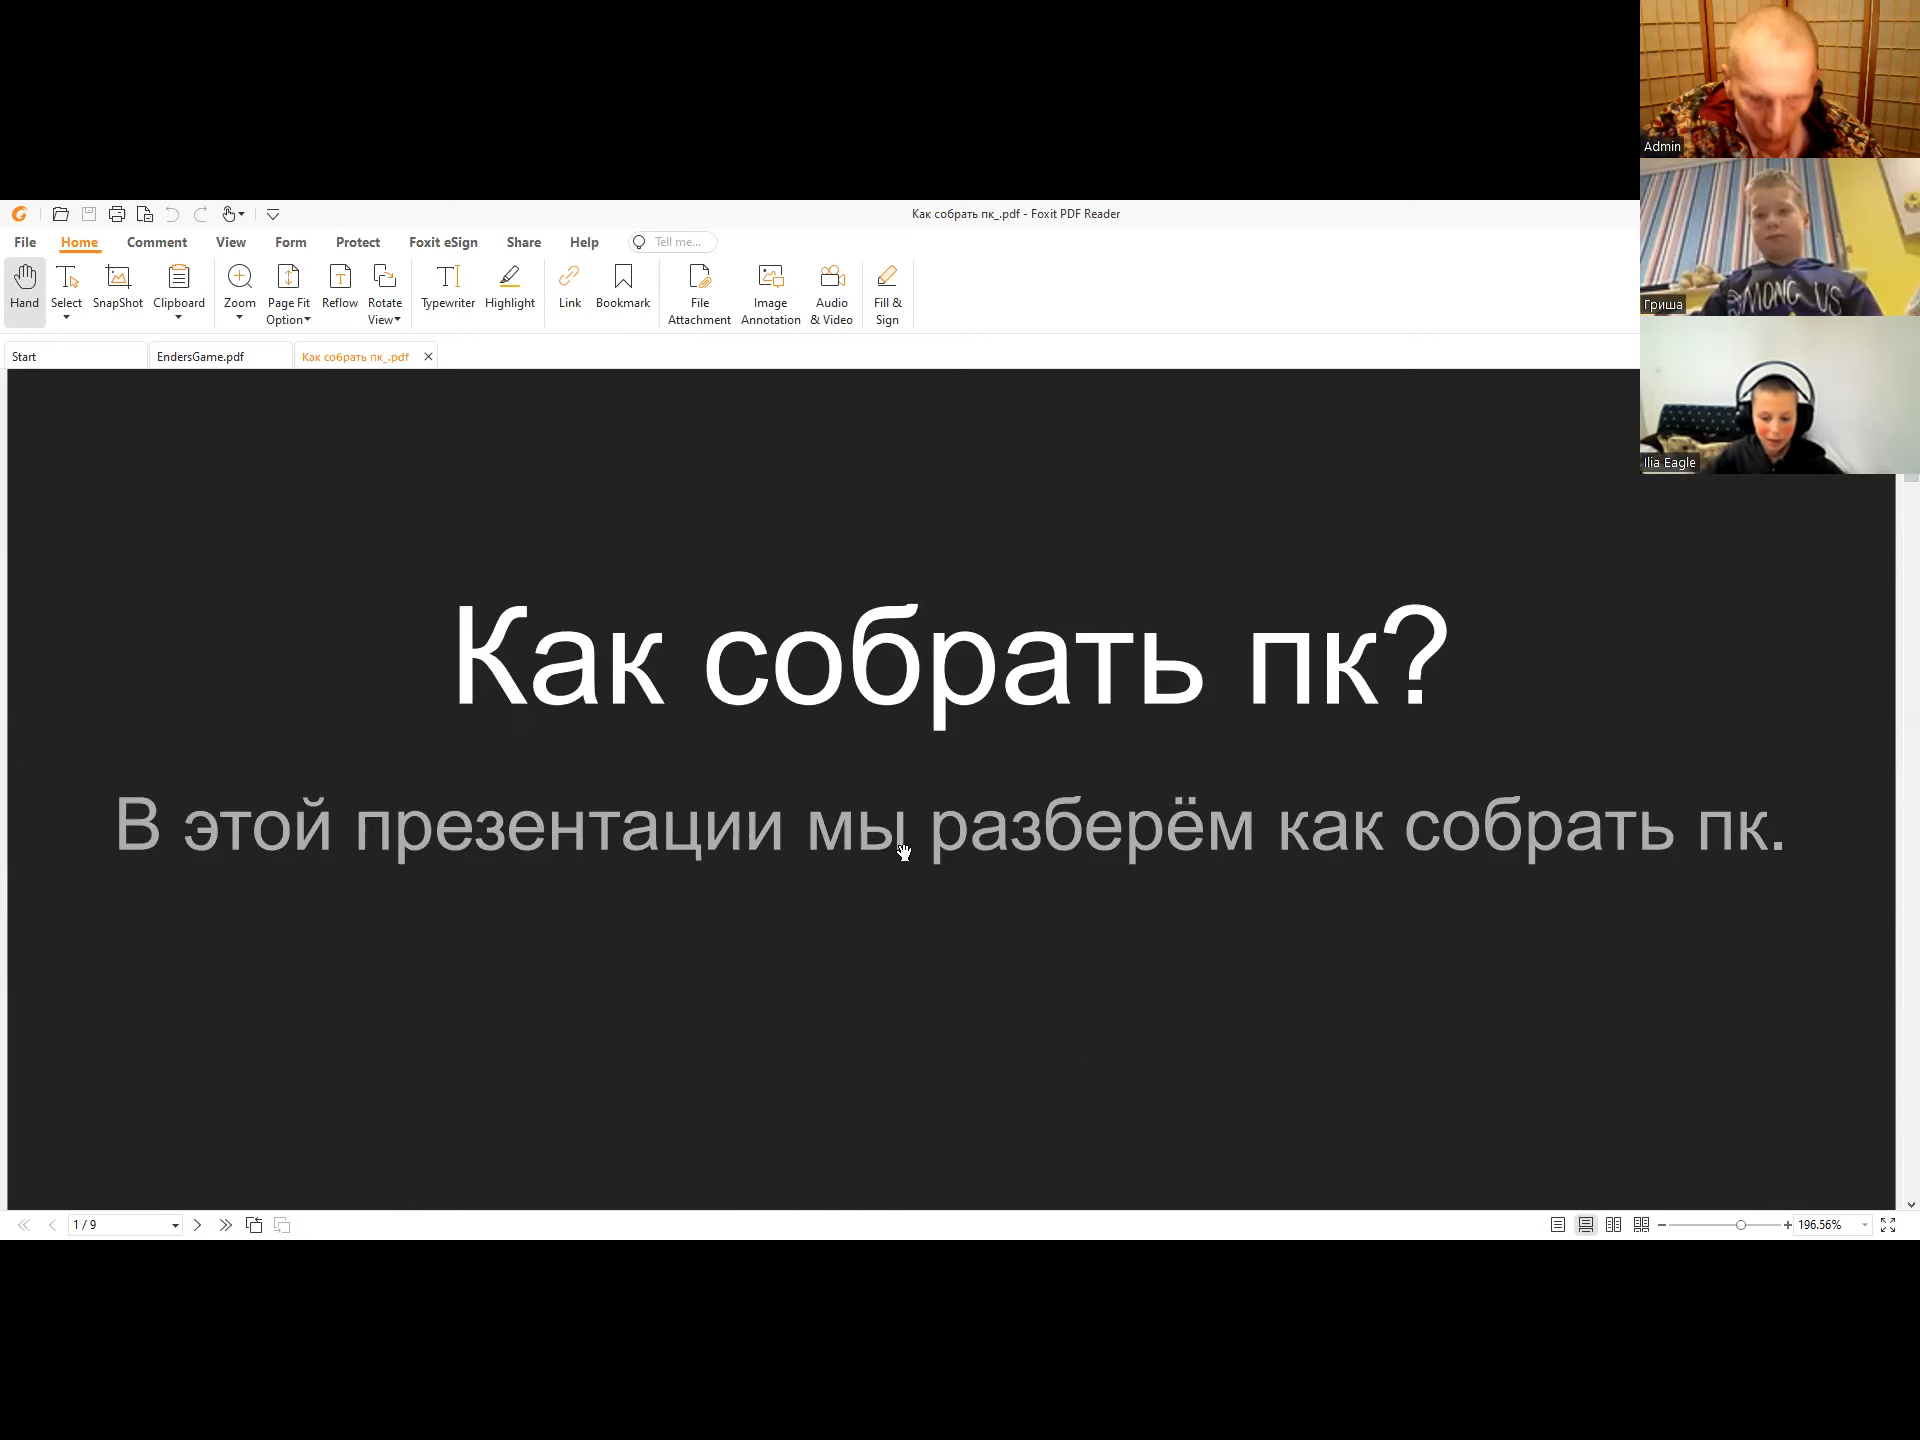 Как собрать пк_.pdf - Foxit PDF Reader
File Home Comment View Form Protect Foxit eSign Share Help Tell me...
Hand Select SnapShot Clipboard Zoom Page Fit Option Reflow Rotate View Typewriter Highlight Link Bookmark File Attachment Image Annotation Audio & Video Fill & Sign
Start EndersGame.pdf Как собрать пк_.pdf
Admin
Гриша
MONG US
Ilia Eagle
Как собрать пк?
В этой презентации мы разберём как собрать пк.
1 / 9
196.56%